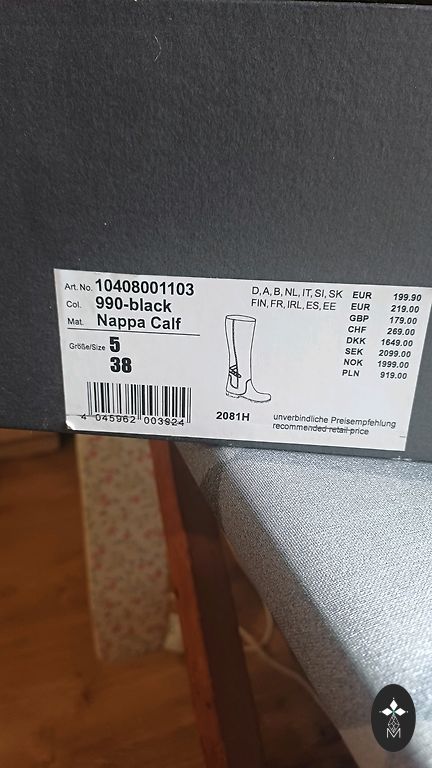 Art. No. 10408001103
Col. 990-black
Mat. Nappa Calf
Größe/Size 5
38
4 045962 003924
D, A, B, NL, IT, SI, SK EUR 199.90
FIN, FR, IRL, ES, EE EUR 219.00
GBP 179.00
CHF 269.00
DKK 1649.00
SEK 2099.00
NOK 1999.00
PLN 919.00
2081H
unverbindliche Preisempfehlung
recommended retail price
M